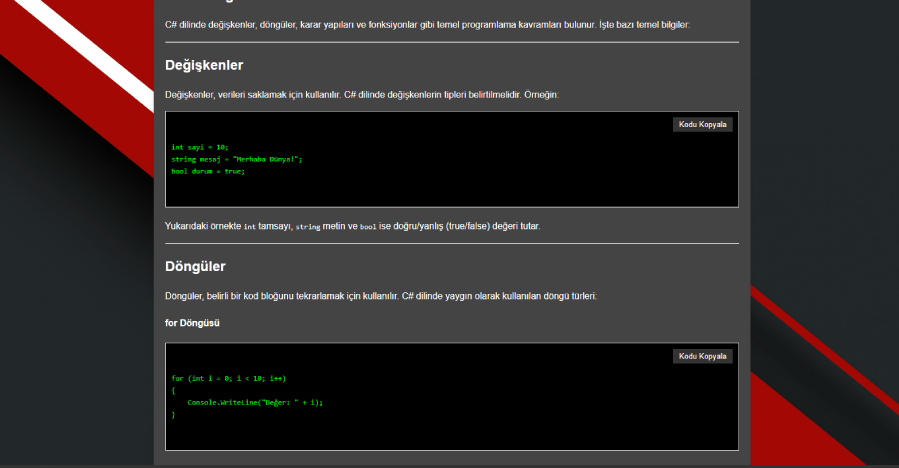 C# dilinde değişkenler, döngüler, karar yapıları ve fonksiyonlar gibi temel programlama kavramları bulunur. İşte bazı temel bilgiler:
Değişkenler
Değişkenler, verileri saklamak için kullanılır. C# dilinde değişkenlerin tipleri belirtilmelidir. Örneğin:
Kodu Kopyala
int sayi = 10;
string mesaj = "Merhaba Dünya!";
bool durum = true;
Yukarıdaki örnekte int tamsayı, string metin ve bool ise doğru/yanlış (true/false) değeri tutar.
Döngüler
Döngüler, belirli bir kod bloğunu tekrarlamak için kullanılır. C# dilinde yaygın olarak kullanılan döngü türleri:
for Döngüsü
Kodu Kopyala
for (int i = 0; i < 10; i++)
{
    Console.WriteLine("Değer: " + i);
}